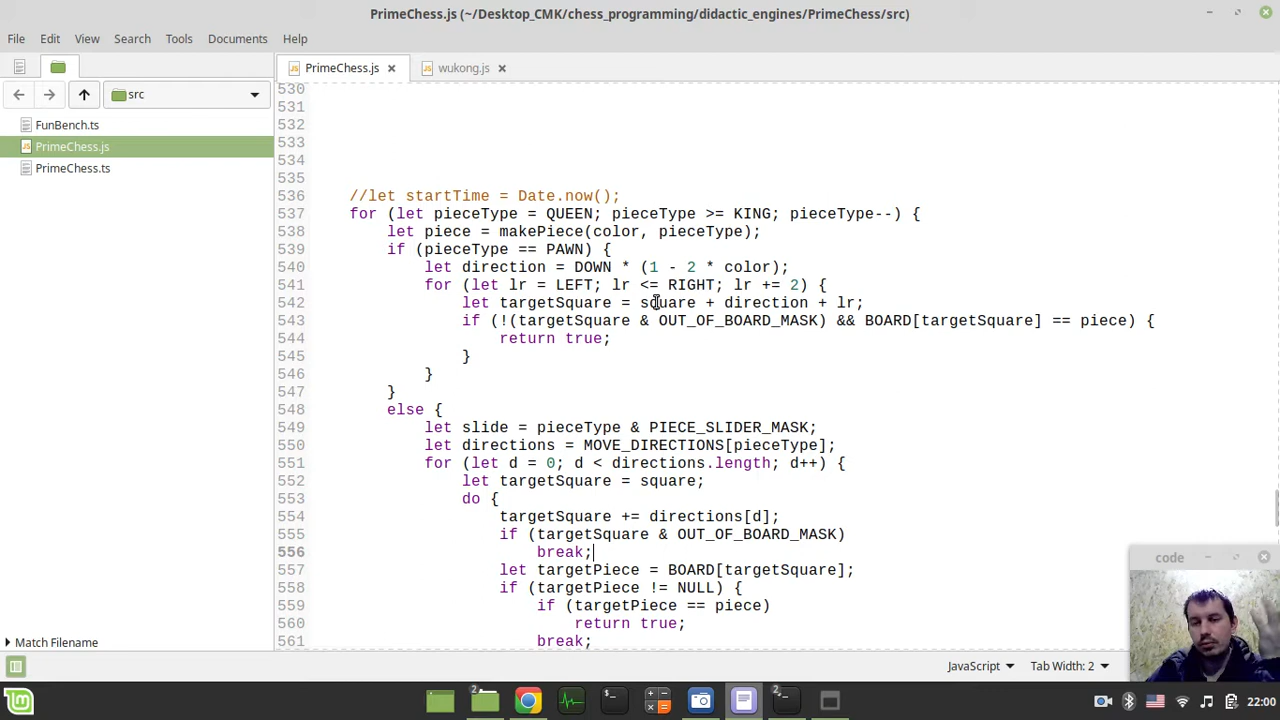 PrimeChess.js (~/Desktop_CMK/chess_programming/didactic_engines/PrimeChess/src)
File Edit View Search Tools Documents Help
PrimeChess.js wukong.js
src
FunBench.ts
PrimeChess.js
PrimeChess.ts
530
531
532
533
534
535
536 //let startTime = Date.now();
537 for (let pieceType = QUEEN; pieceType >= KING; pieceType--) {
538 let piece = makePiece(color, pieceType);
539 if (pieceType == PAWN) {
540 let direction = DOWN * (1 - 2 * color);
541 for (let lr = LEFT; lr <= RIGHT; lr += 2) {
542 let targetSquare = square + direction + lr;
543 if (!(targetSquare & OUT_OF_BOARD_MASK) && BOARD[targetSquare] == piece) {
544 return true;
545 }
546 }
547 }
548 else {
549 let slide = pieceType & PIECE_SLIDER_MASK;
550 let directions = MOVE_DIRECTIONS[pieceType];
551 for (let d = 0; d < directions.length; d++) {
552 let targetSquare = square;
553 do {
554 targetSquare += directions[d];
555 if (targetSquare & OUT_OF_BOARD_MASK)
556 break;
557 let targetPiece = BOARD[targetSquare];
558 if (targetPiece != NULL) {
559 if (targetPiece == piece)
560 return true;
561 break;
code
Match Filename
JavaScript Tab Width: 2
22:00